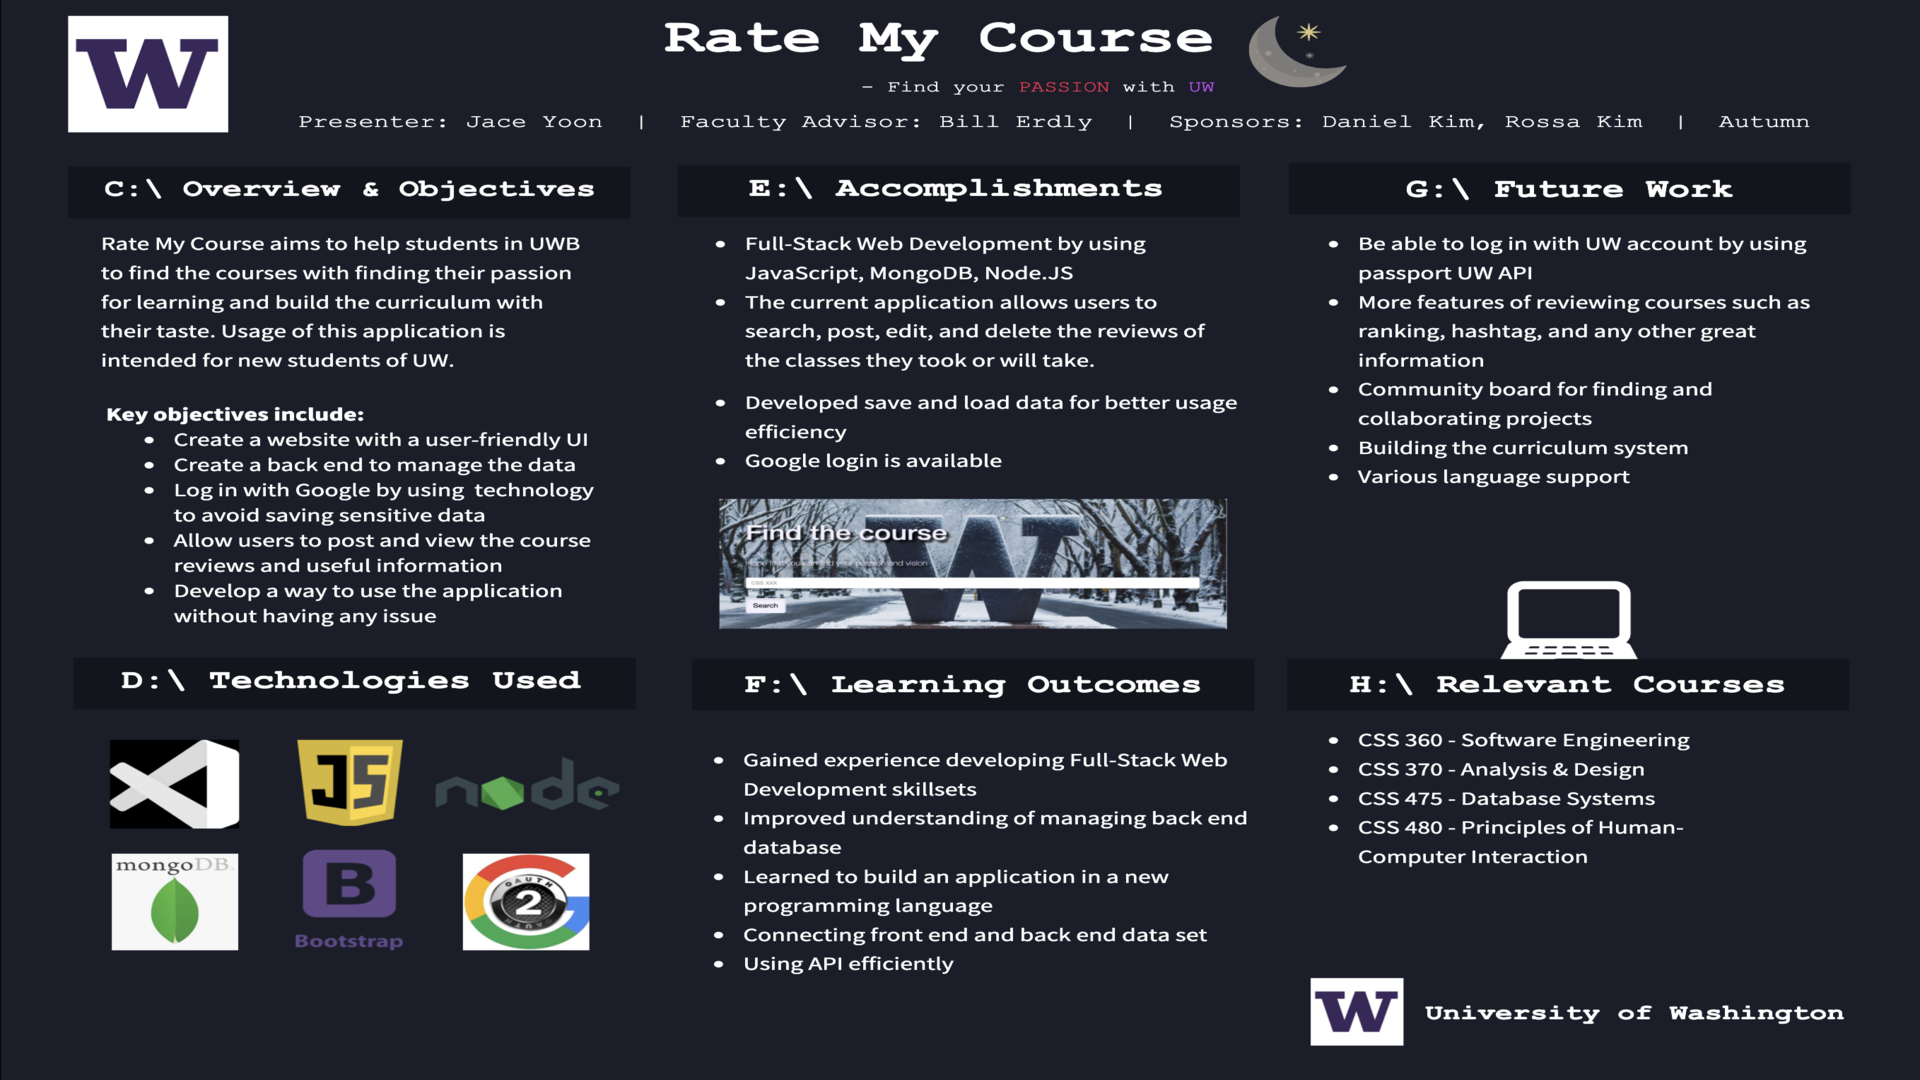 W
Rate My Course
- Find your PASSION with UW
Presenter: Jace Yoon | Faculty Advisor: Bill Erdly | Sponsors: Daniel Kim, Rossa Kim | Autumn
C:\ Overview & Objectives
Rate My Course aims to help students in UWB
to find the courses with finding their passion
for learning and build the curriculum with
their taste. Usage of this application is
intended for new students of UW.
Key objectives include:
• Create a website with a user-friendly UI
• Create a back end to manage the data
• Log in with Google by using technology
to avoid saving sensitive data
• Allow users to post and view the course
reviews and useful information
• Develop a way to use the application
without having any issue
D:\ Technologies Used
JS
node
mongoDB
B
Bootstrap
OAUTH
2
E:\ Accomplishments
• Full-Stack Web Development by using
JavaScript, MongoDB, Node.JS
• The current application allows users to
search, post, edit, and delete the reviews of
the classes they took or will take.
• Developed save and load data for better usage
efficiency
• Google login is available
Find the course
Hope that you can find your passion and vision
CSS XXX
Search
W
F:\ Learning Outcomes
• Gained experience developing Full-Stack Web
Development skillsets
• Improved understanding of managing back end
database
• Learned to build an application in a new
programming language
• Connecting front end and back end data set
• Using API efficiently
G:\ Future Work
• Be able to log in with UW account by using
passport UW API
• More features of reviewing courses such as
ranking, hashtag, and any other great
information
• Community board for finding and
collaborating projects
• Building the curriculum system
• Various language support
H:\ Relevant Courses
• CSS 360 - Software Engineering
• CSS 370 - Analysis & Design
• CSS 475 - Database Systems
• CSS 480 - Principles of Human-
Computer Interaction
W
University of Washington